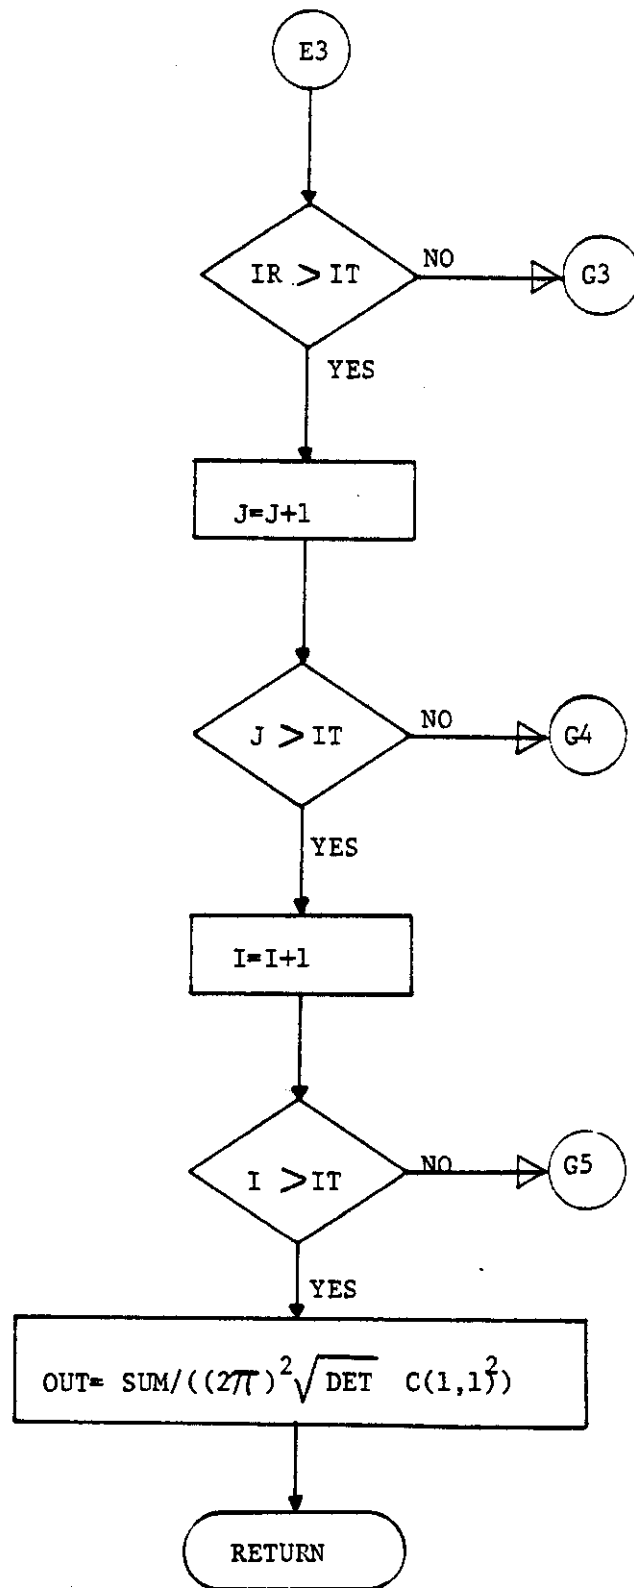 E3
IR > IT
NO
G3
YES
J=J+1
J > IT
NO
G4
YES
I=I+1
I > IT
NO
G5
YES
OUT= SUM/((2π)²√DET C(1,1)²)
RETURN